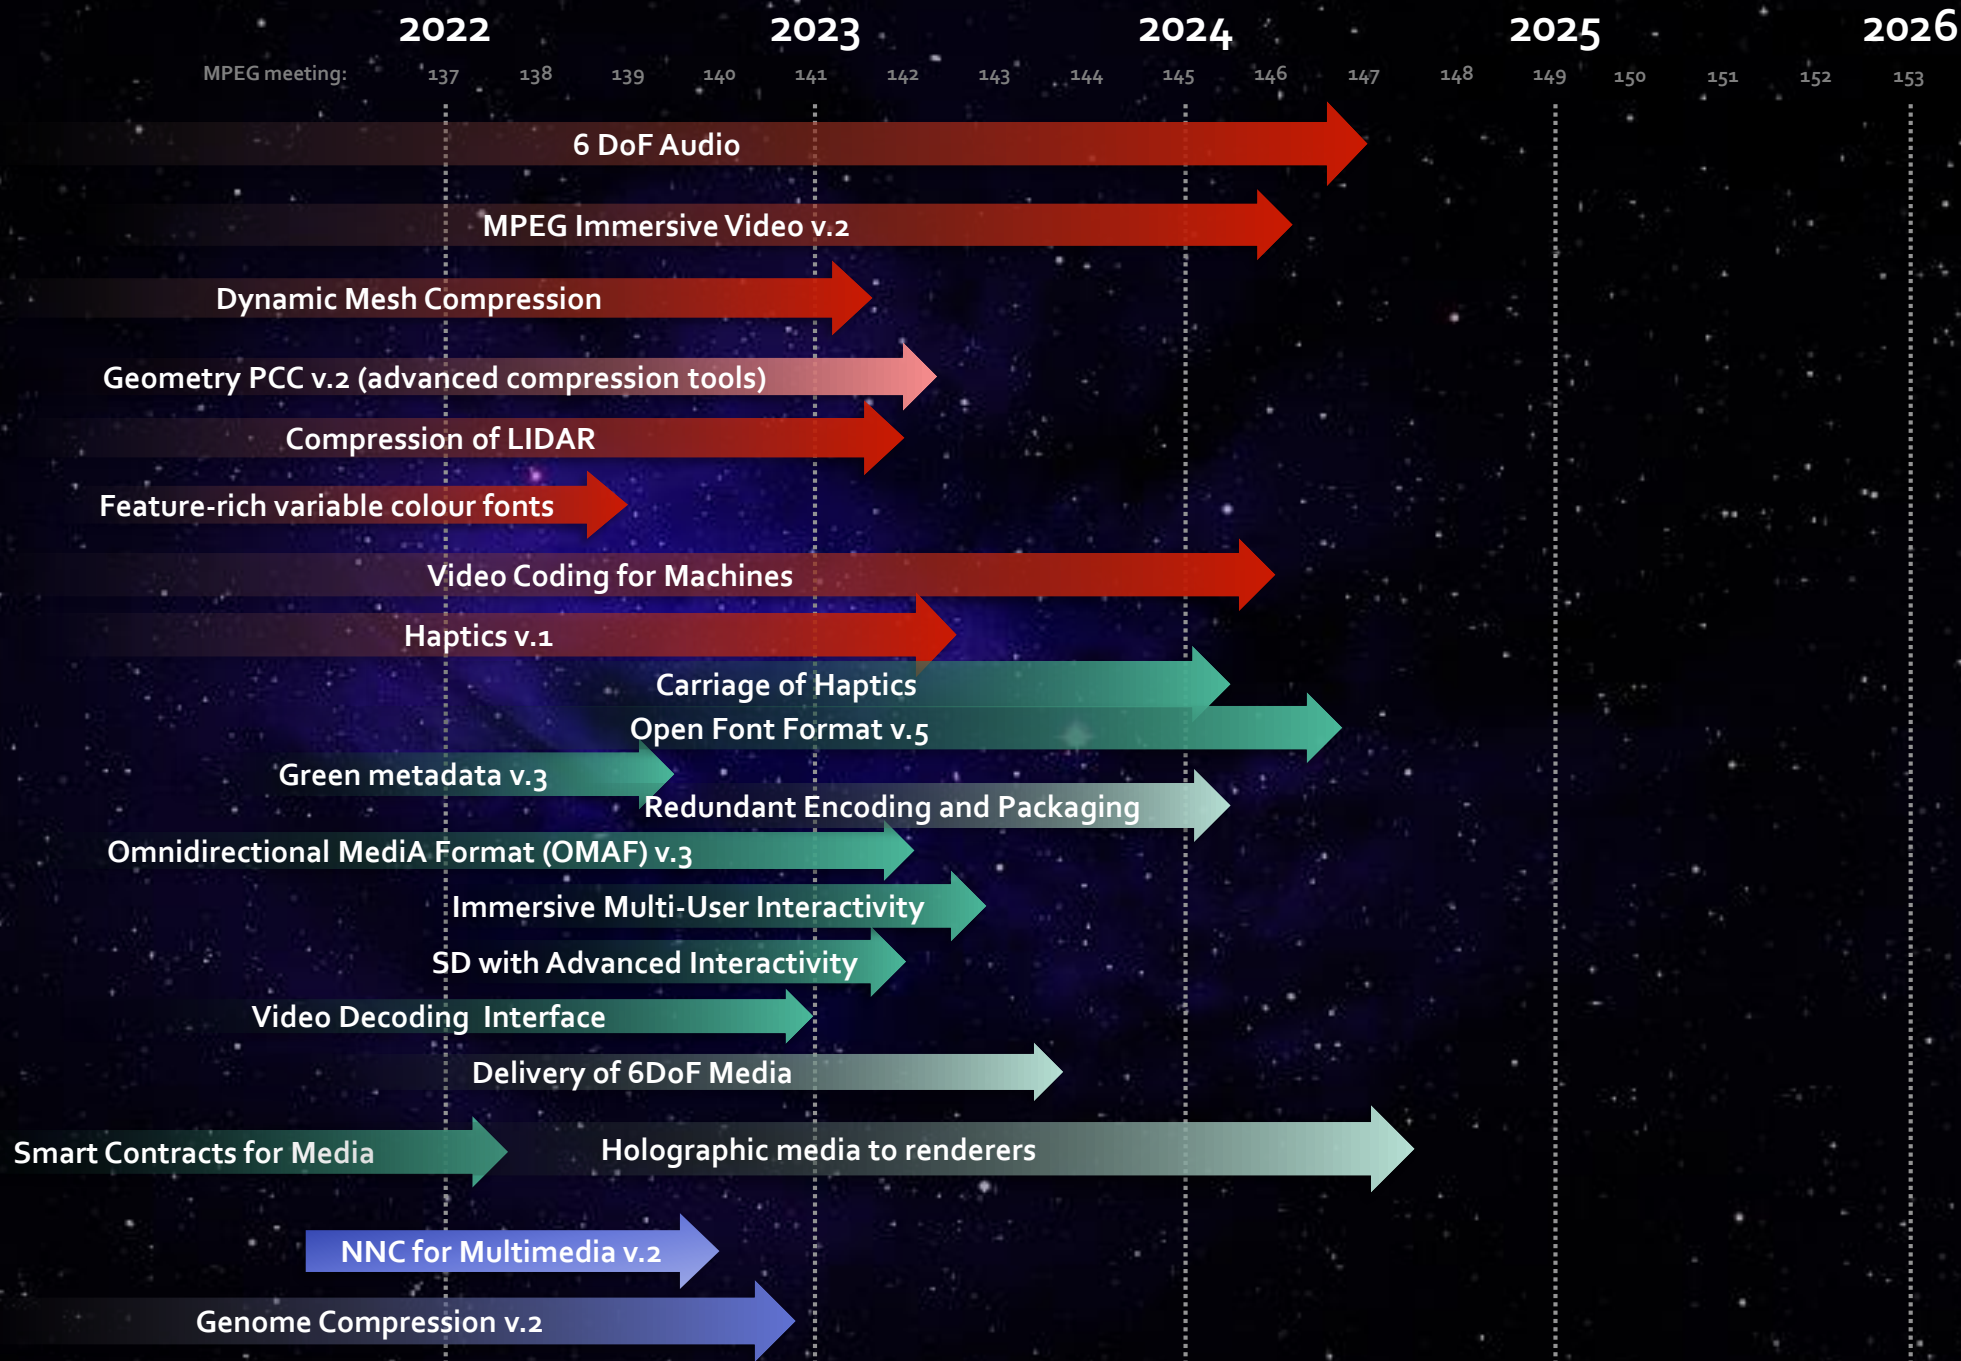 2022 2023 2024 2025 2026
MPEG meeting: 137 138 139 140 141 142 143 144 145 146 147 148 149 150 151 152 153
6 DoF Audio
MPEG Immersive Video v.2
Dynamic Mesh Compression
Geometry PCC v.2 (advanced compression tools)
Compression of LIDAR
Feature-rich variable colour fonts
Video Coding for Machines
Haptics v.1
Carriage of Haptics
Open Font Format v.5
Green metadata v.3
Redundant Encoding and Packaging
Omnidirectional MediA Format (OMAF) v.3
Immersive Multi-User Interactivity
SD with Advanced Interactivity
Video Decoding Interface
Delivery of 6DoF Media
Smart Contracts for Media
Holographic media to renderers
NNC for Multimedia v.2
Genome Compression v.2